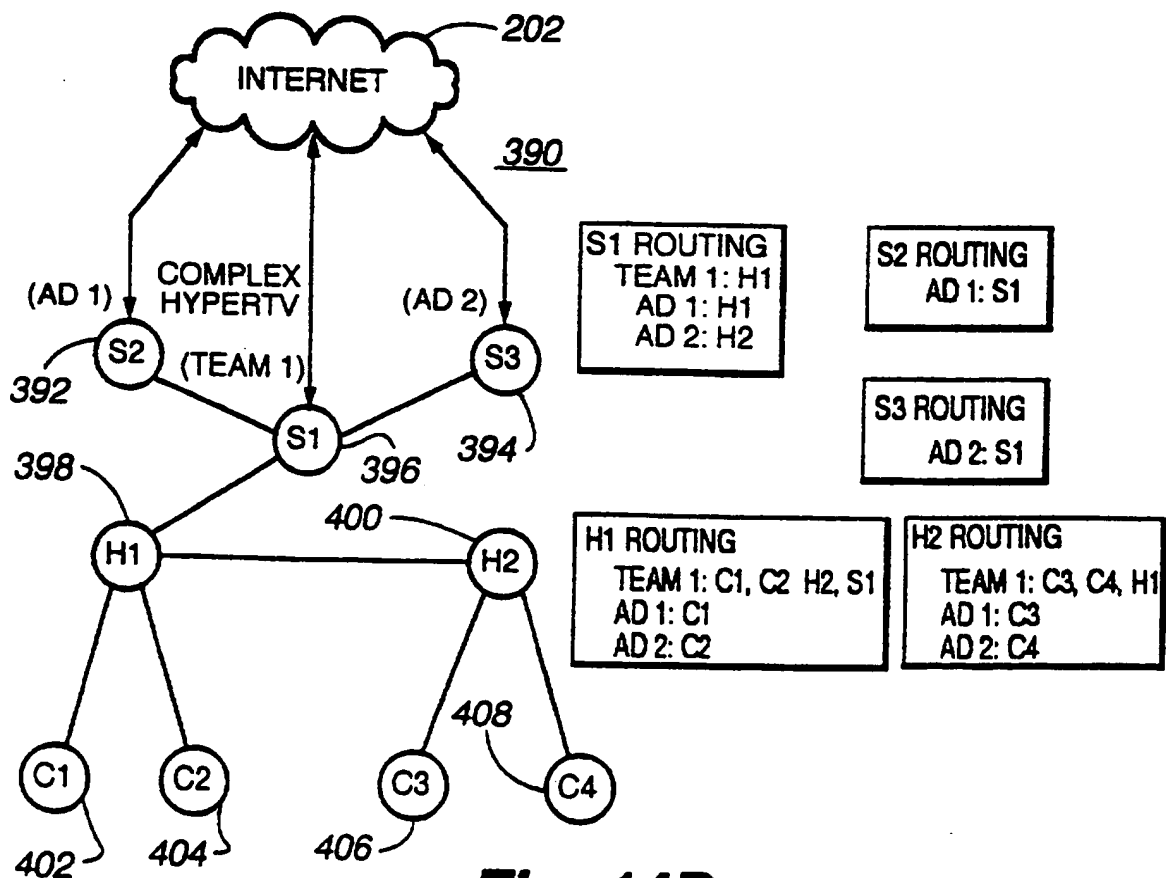 202
INTERNET
390
COMPLEX
HYPERTV
(AD 1)
(AD 2)
(TEAM 1)
S2
S3
S1
392
394
396
398
400
H1
H2
C1
C2
C3
C4
402
404
406
408
S1 ROUTING
TEAM 1: H1
AD 1: H1
AD 2: H2
S2 ROUTING
AD 1: S1
S3 ROUTING
AD 2: S1
H1 ROUTING
TEAM 1: C1, C2 H2, S1
AD 1: C1
AD 2: C2
H2 ROUTING
TEAM 1: C3, C4, H1
AD 1: C3
AD 2: C4